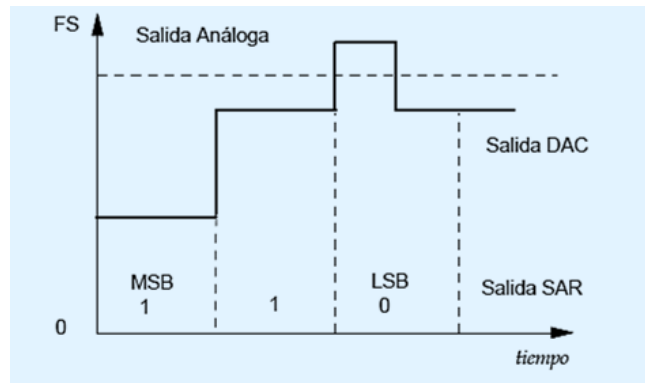 FS
Salida Análoga
Salida DAC
MSB
LSB
1
1
0
Salida SAR
0
tiempo